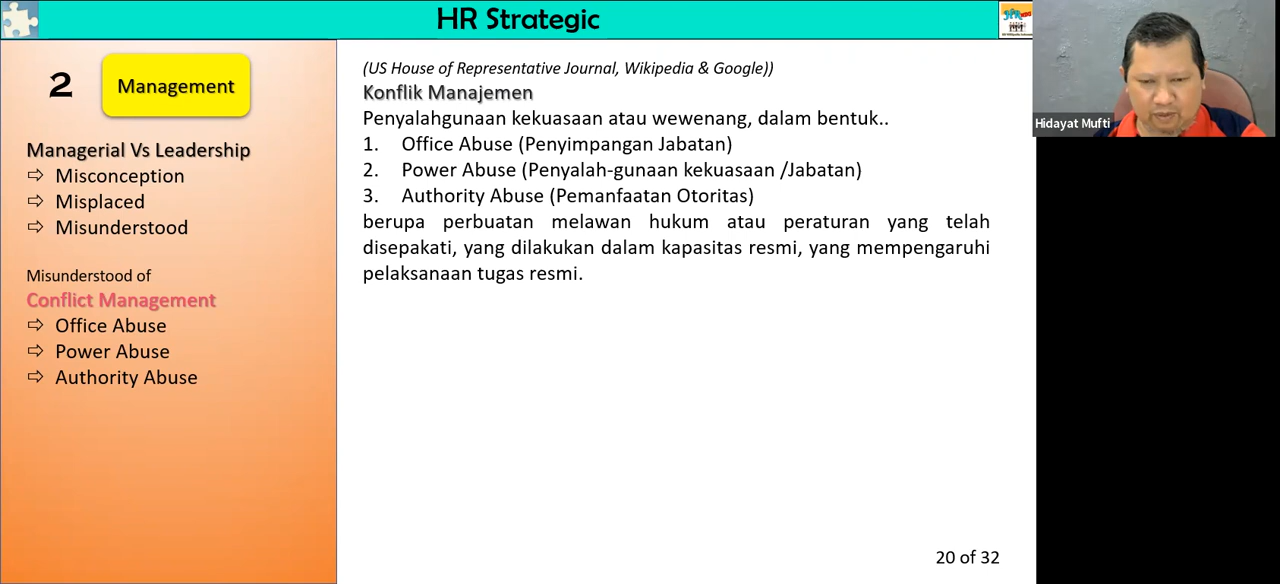 HR Strategic
2
Management
Managerial Vs Leadership
⇨ Misconception
⇨ Misplaced
⇨ Misunderstood
Misunderstood of
Conflict Management
⇨ Office Abuse
⇨ Power Abuse
⇨ Authority Abuse
(US House of Representative Journal, Wikipedia & Google))
Konflik Manajemen
Penyalahgunaan kekuasaan atau wewenang, dalam bentuk..
1. Office Abuse (Penyimpangan Jabatan)
2. Power Abuse (Penyalah-gunaan kekuasaan /Jabatan)
3. Authority Abuse (Pemanfaatan Otoritas)
berupa perbuatan melawan hukum atau peraturan yang telah
disepakati, yang dilakukan dalam kapasitas resmi, yang mempengaruhi
pelaksanaan tugas resmi.
20 of 32
Hidayat Mufti